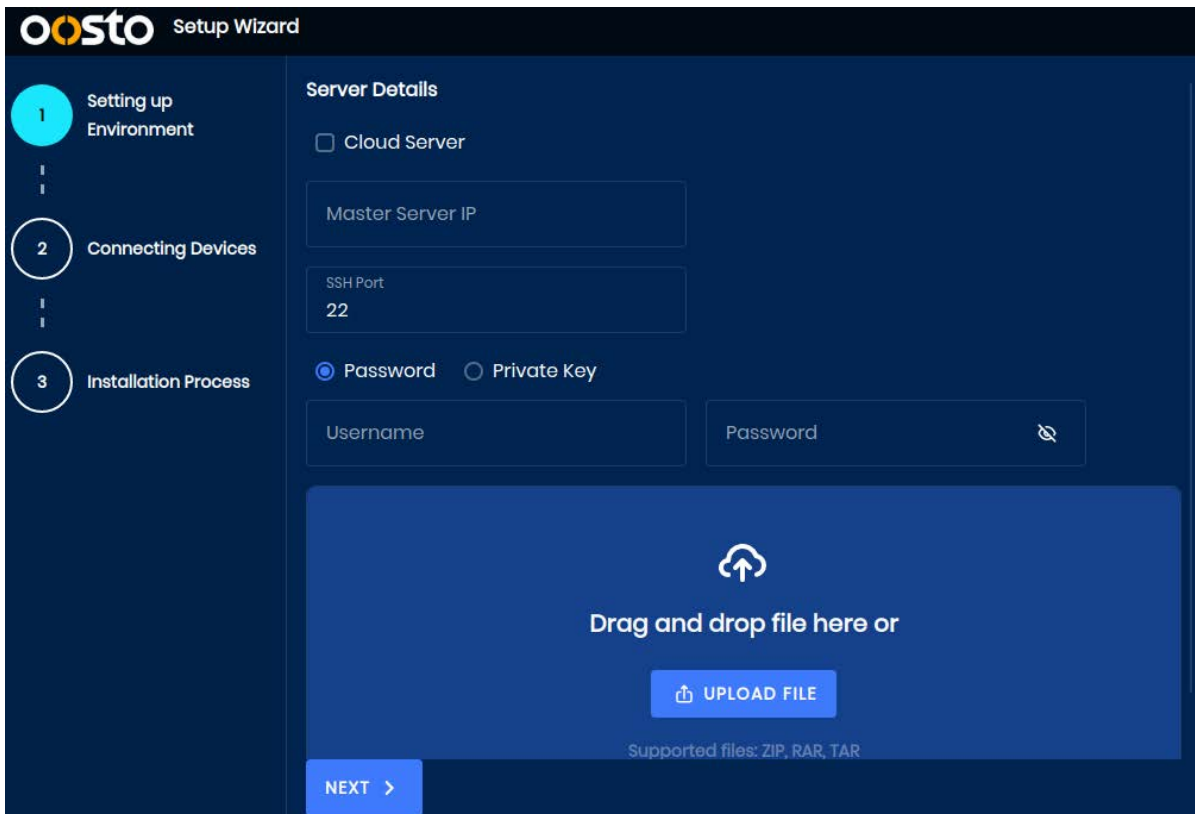 oosto Setup Wizard
1
Setting up
Environment
2
Connecting Devices
3
Installation Process
Server Details
Cloud Server
Master Server IP
SSH Port
22
Password Private Key
Username Password
Drag and drop file here or
UPLOAD FILE
Supported files: ZIP, RAR, TAR
NEXT